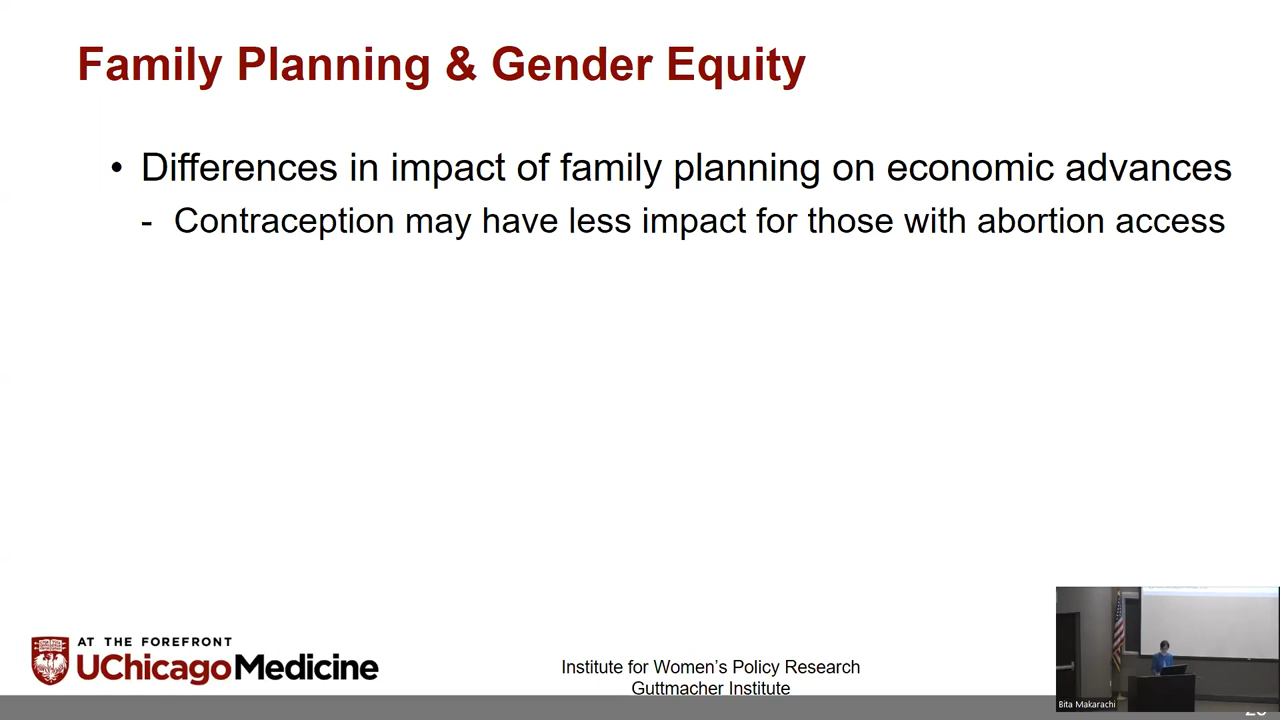 Family Planning & Gender Equity
• Differences in impact of family planning on economic advances
- Contraception may have less impact for those with abortion access
AT THE FOREFRONT
UChicagoMedicine
Institute for Women's Policy Research
Guttmacher Institute
Bita Makarachi